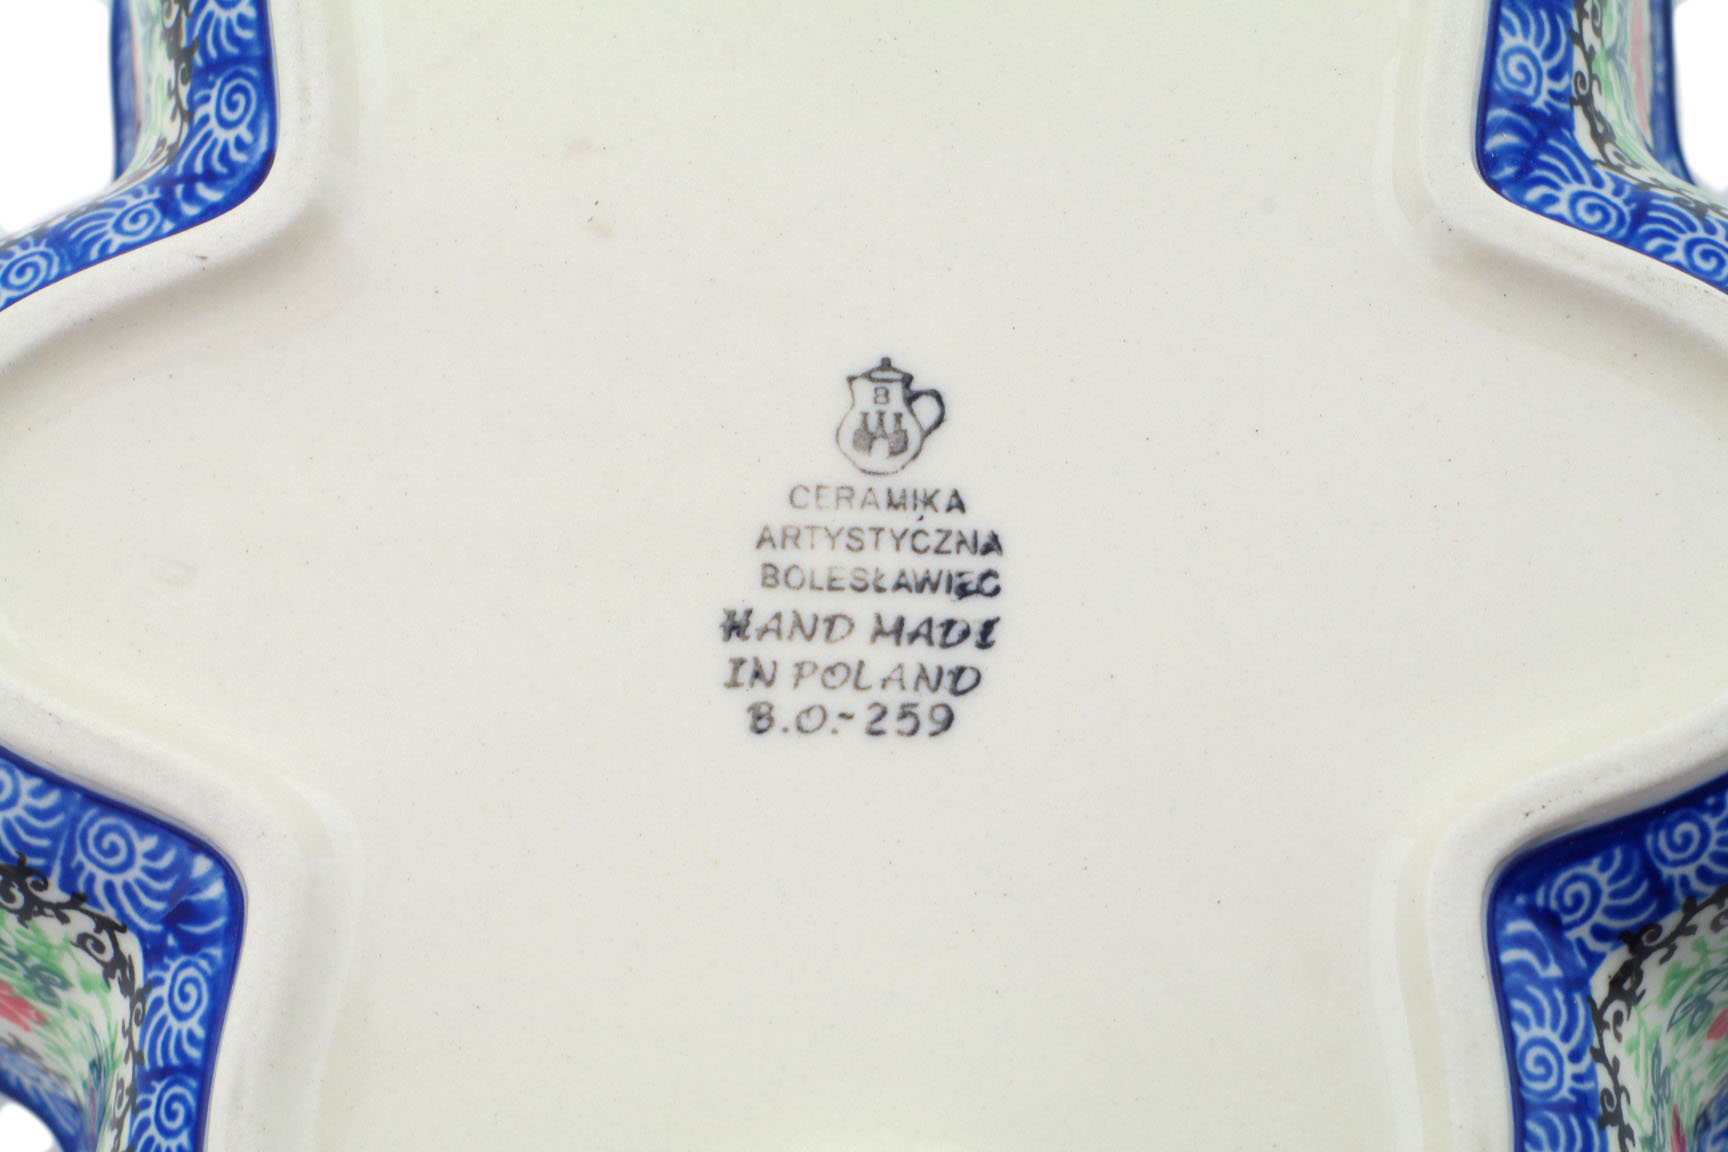 B
CERAMIKA
ARTYSTYCZNA
BOLESŁAWIEC
HAND MADE
IN POLAND
B.O.-259